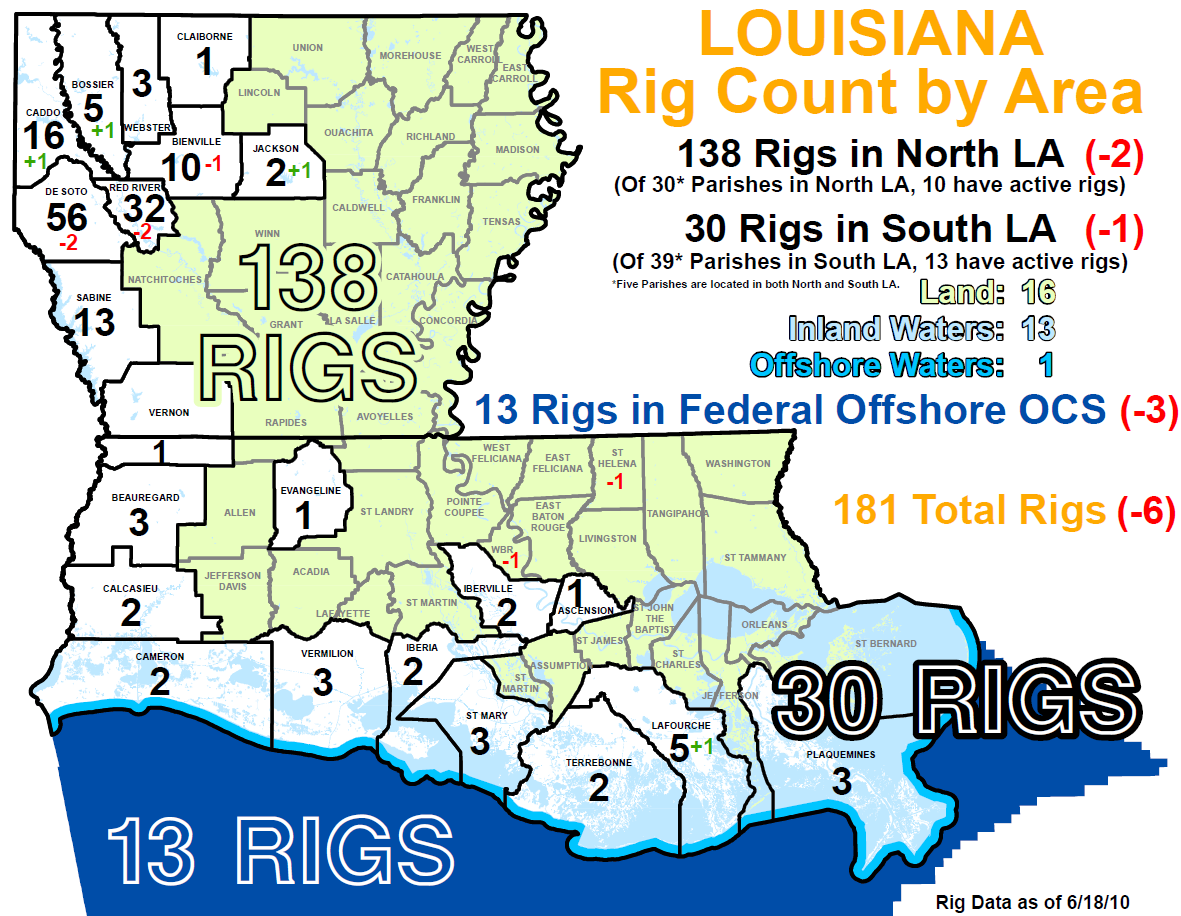 LOUISIANA
Rig Count by Area
138 Rigs in North LA (-2)
(Of 30* Parishes in North LA, 10 have active rigs)
30 Rigs in South LA (-1)
(Of 39* Parishes in South LA, 13 have active rigs)
*Five Parishes are located in both North and South LA.
Land: 16
Inland Waters: 13
Offshore Waters: 1
13 Rigs in Federal Offshore OCS (-3)
181 Total Rigs (-6)
CADDO
16
+1
BOSSIER
5
+1
3
WEBSTER
CLAIBORNE
1
UNION
MOREHOUSE
WEST
CARROLL
EAST
CARROLL
LINCOLN
OUACHITA
RICHLAND
MADISON
BIENVILLE
10 -1
JACKSON
2 +1
DE SOTO
56
-2
RED RIVER
32
-2
CALDWELL
FRANKLIN
TENSAS
WINN
NATCHITOCHES
CATAHOULA
138
RIGS
SABINE
13
GRANT
LA SALLE
CONCORDIA
VERNON
RAPIDES
AVOYELLES
1
BEAUREGARD
3
ALLEN
EVANGELINE
1
ST LANDRY
POINTE
COUPEE
WEST
FELICIANA
EAST
FELICIANA
ST
HELENA
-1
WASHINGTON
EAST
BATON
ROUGE
TANGIPAHOA
LIVINGSTON
ST TAMMANY
WBR
-1
CALCASIEU
2
JEFFERSON
DAVIS
ACADIA
LAFAYETTE
ST MARTIN
IBERVILLE
2
1
ASCENSION
ST JOHN
THE
BAPTIST
ORLEANS
ST BERNARD
ST JAMES
ST
CHARLES
ASSUMPTION
ST
MARTIN
JEFFERSON
CAMERON
2
VERMILION
3
IBERIA
2
ST MARY
3
TERREBONNE
2
LAFOURCHE
5 +1
30 RIGS
PLAQUEMINES
3
13 RIGS
Rig Data as of 6/18/10